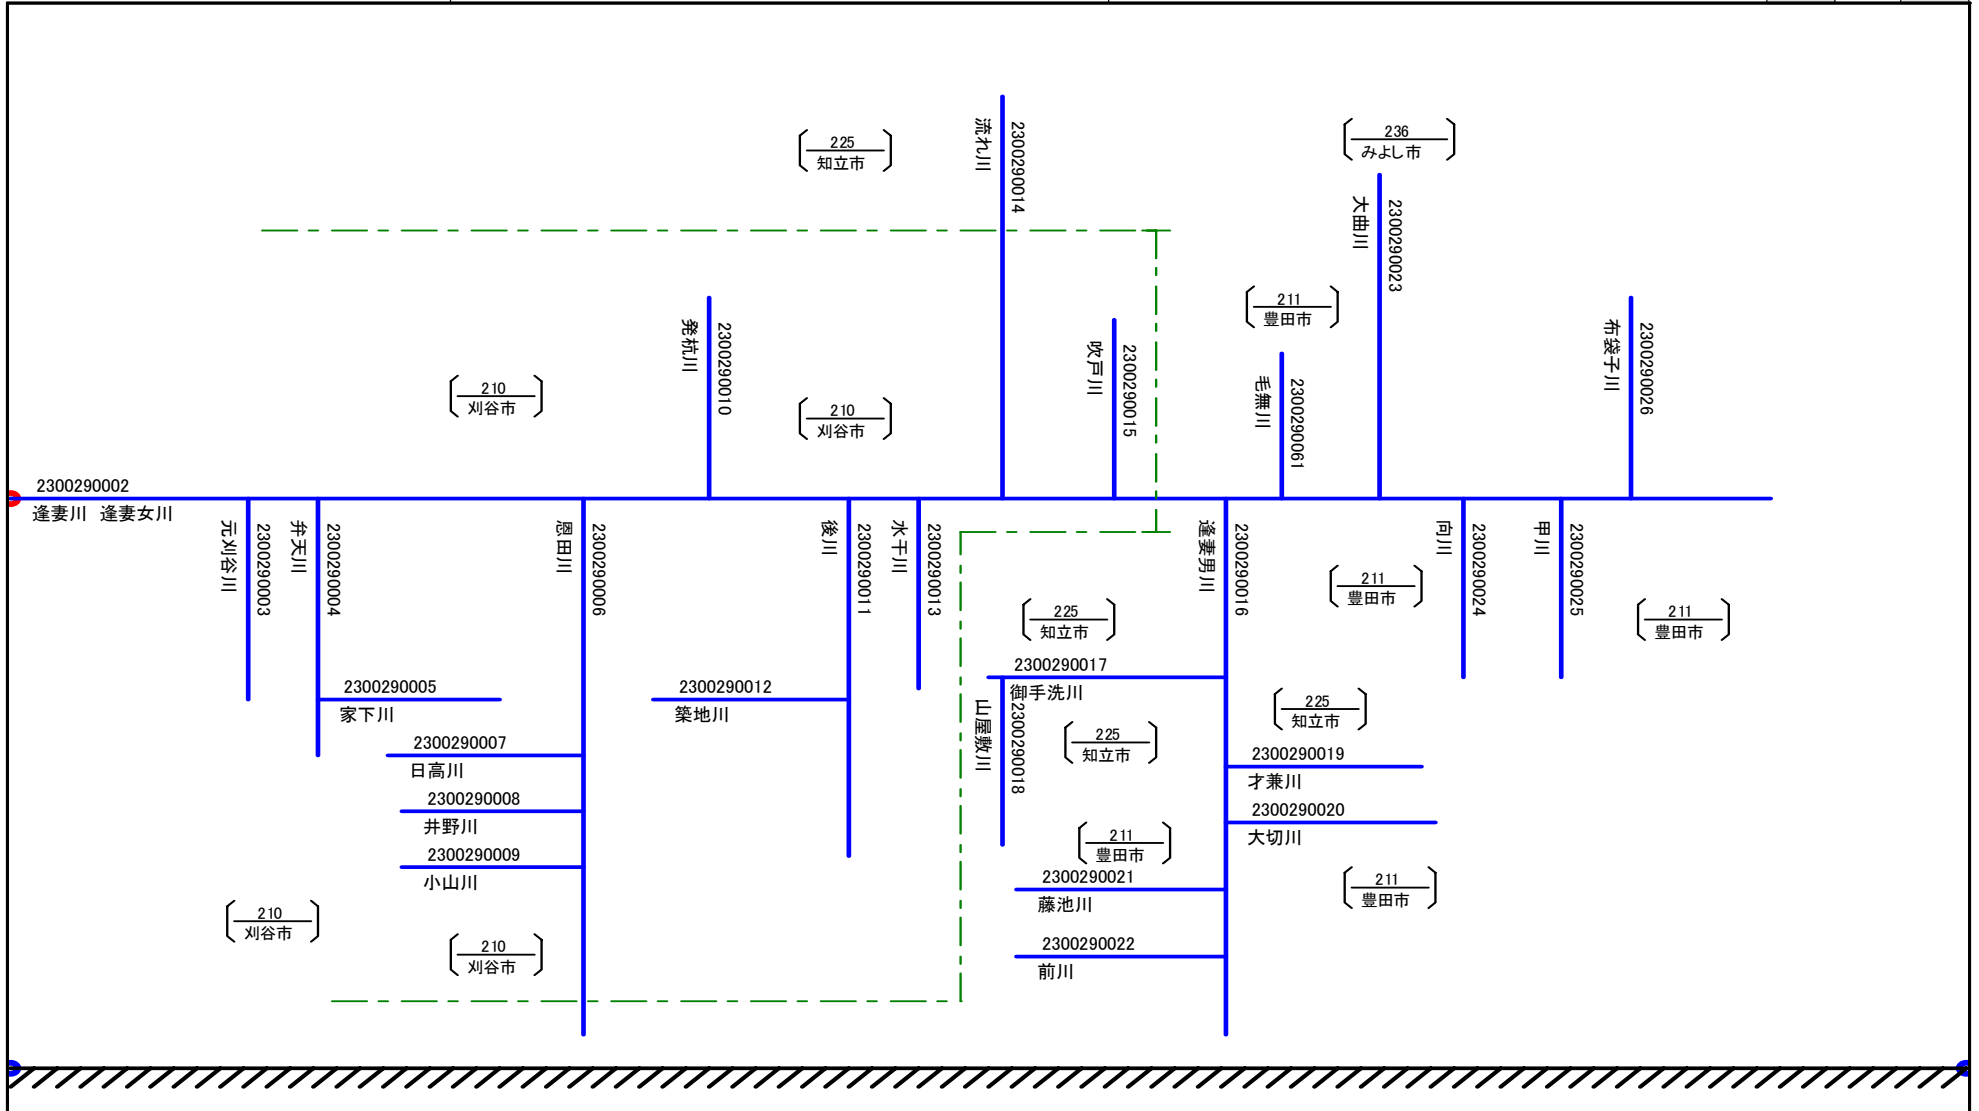 225
知立市
流れ川
2300290014
236
みよし市
大曲川
2300290023
211
豊田市
発杭川
2300290010
吹戸川
2300290015
毛無川
2300290061
布袋子川
2300290026
210
刈谷市
210
刈谷市
2300290002
逢妻川 逢妻女川
元刈谷川
2300290003
弁天川
2300290004
恩田川
2300290006
後川
2300290011
水干川
2300290013
逢妻男川
2300290016
向川
2300290024
甲川
2300290025
211
豊田市
225
知立市
211
豊田市
2300290005
家下川
2300290012
築地川
2300290017
御手洗川
山屋敷川
2300290018
225
知立市
225
知立市
2300290007
日高川
2300290019
才兼川
2300290008
井野川
2300290020
大切川
211
豊田市
2300290009
小山川
2300290021
藤池川
211
豊田市
210
刈谷市
210
刈谷市
2300290022
前川